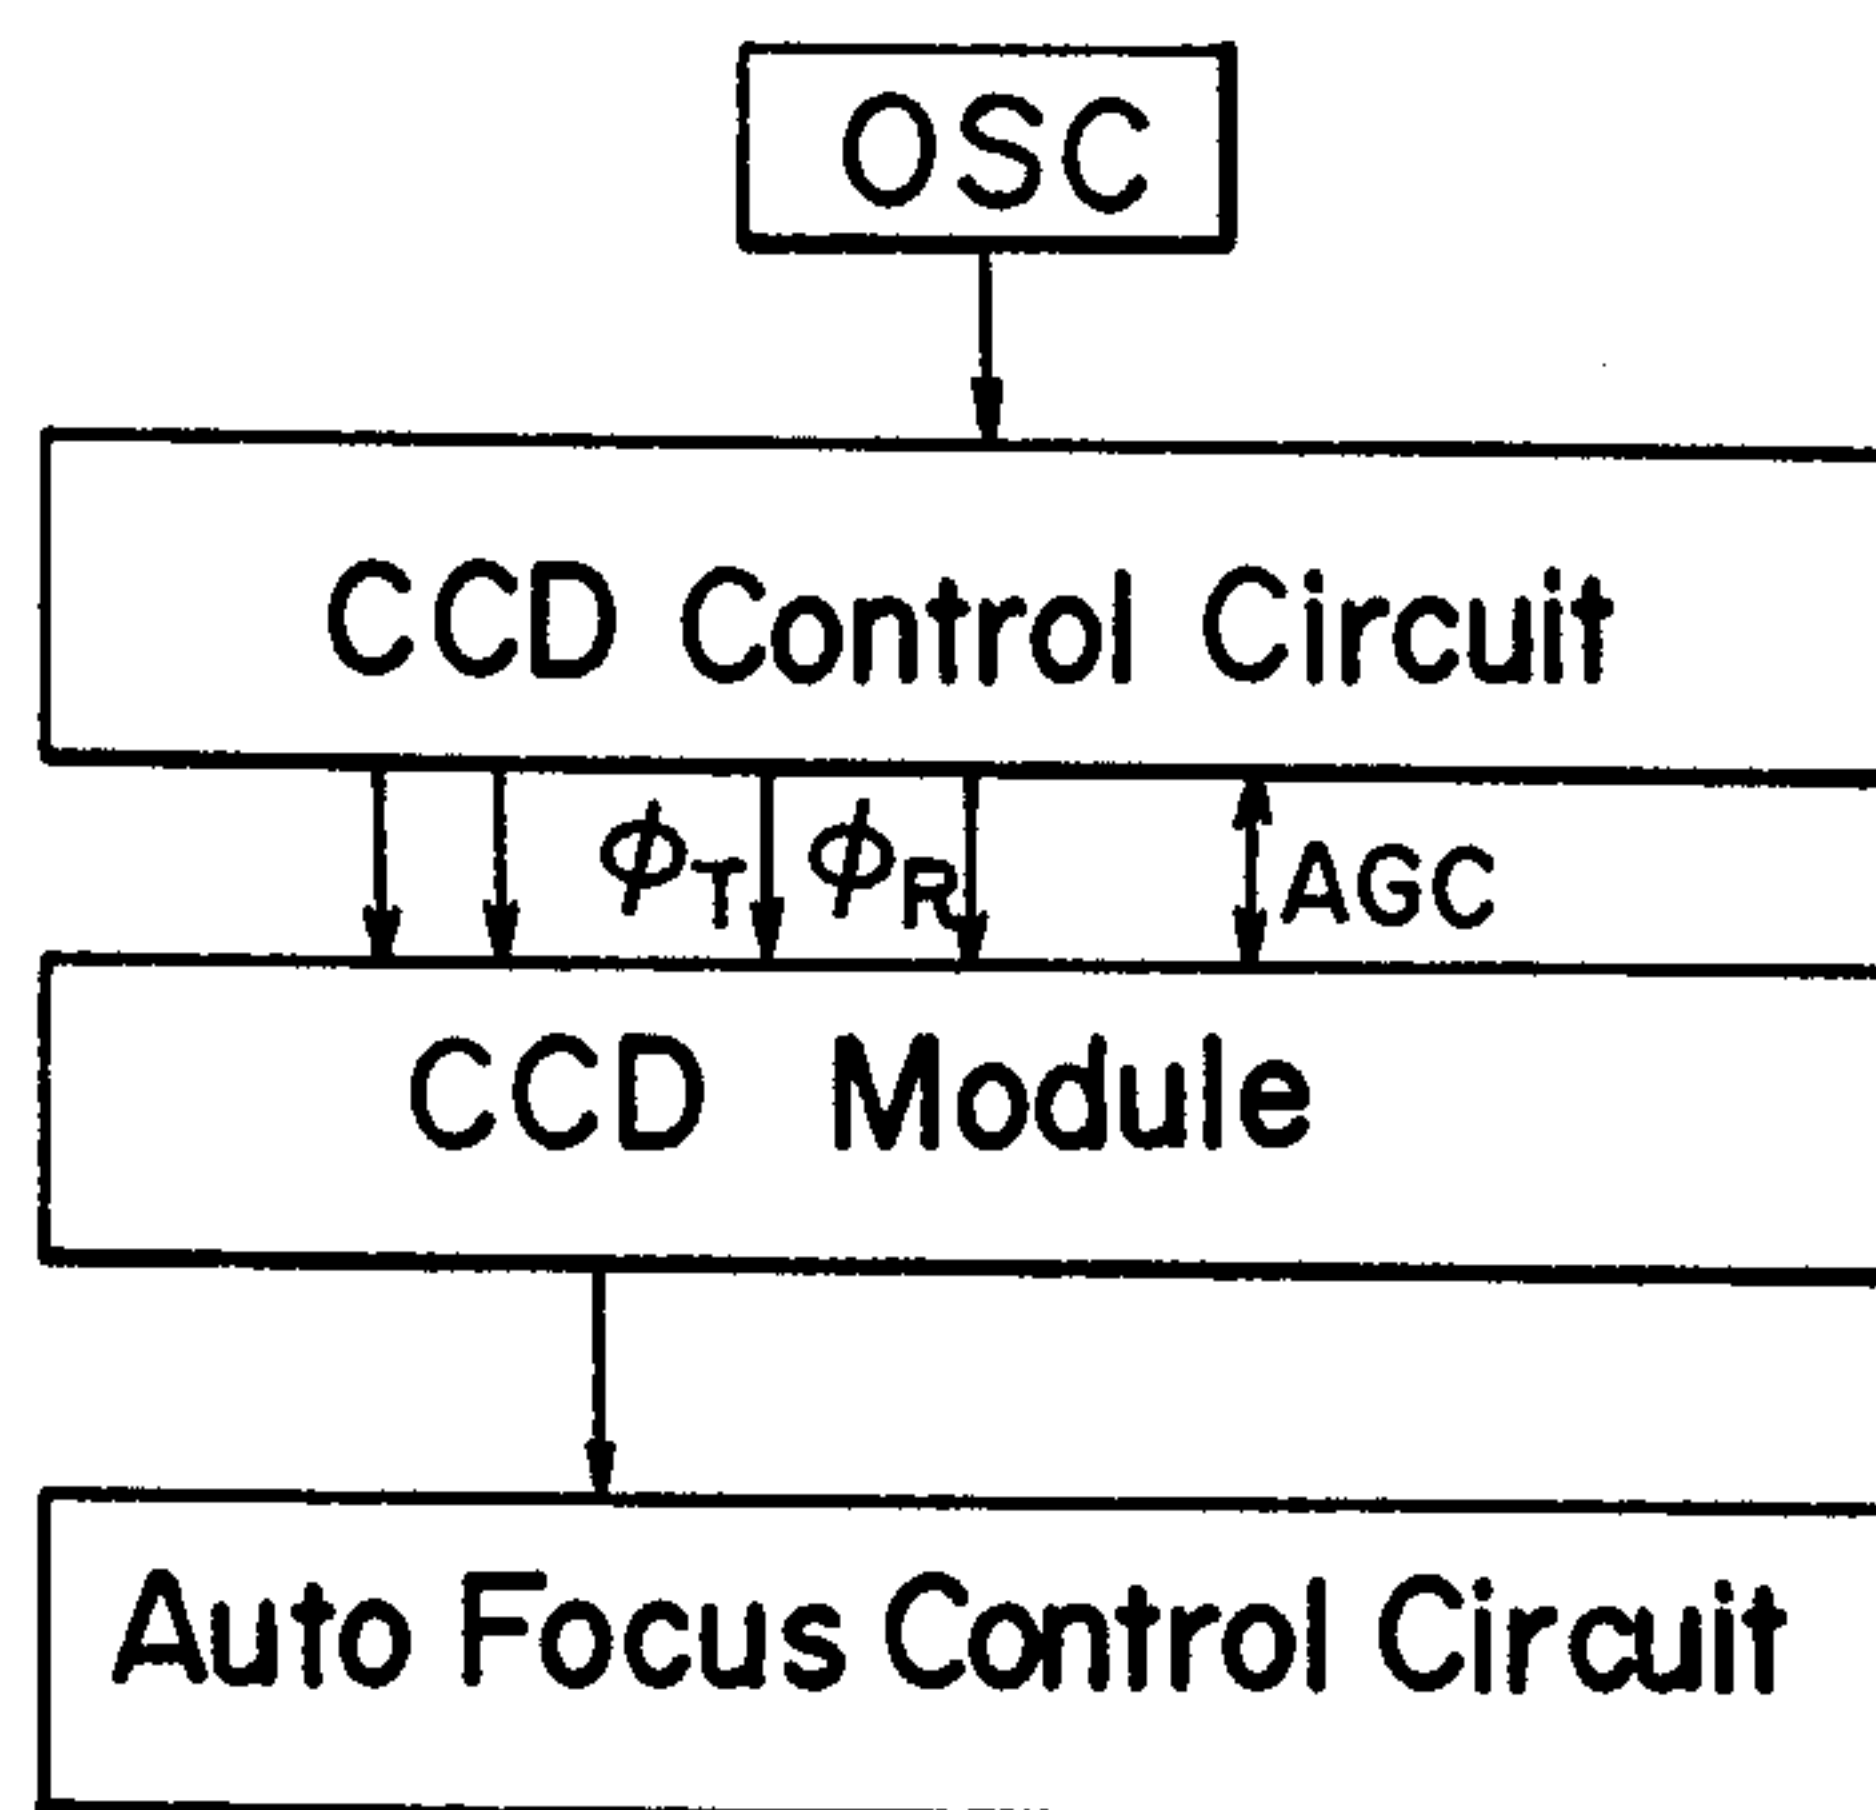 OSC
CCD Control Circuit
ϕT ϕR AGC
CCD Module
Auto Focus Control Circuit